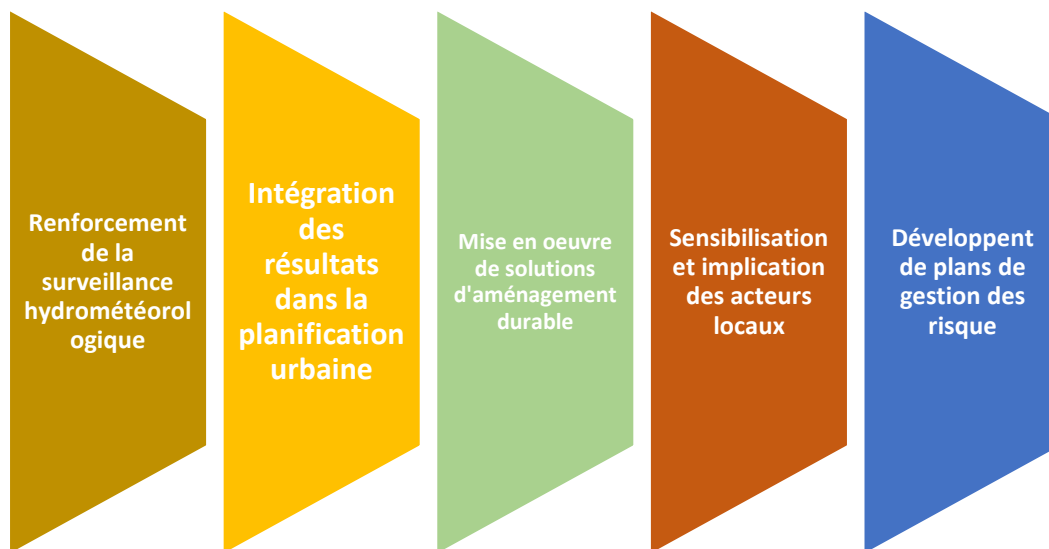 Renforcement
de la
surveillance
hydrométéorol
ogique
Intégration
des
résultats
dans la
planification
urbaine
Mise en oeuvre
de solutions
d'aménagement
durable
Sensibilisation
et implication
des acteurs
locaux
Développent
de plans de
gestion des
risque